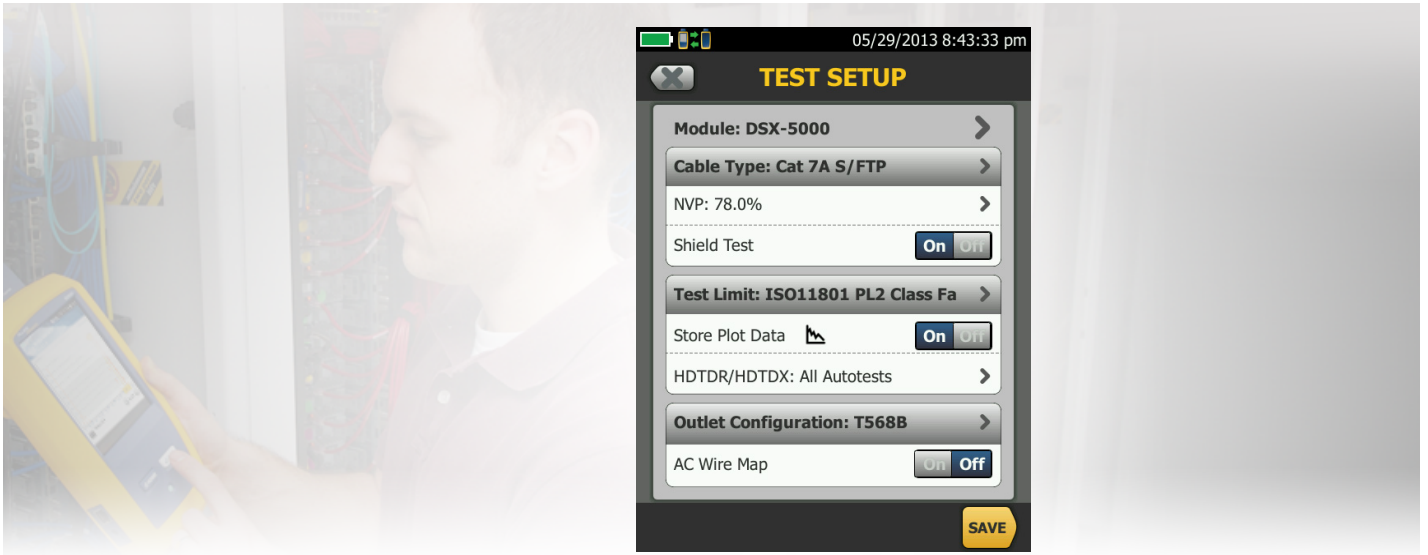 05/29/2013 8:43:33 pm
TEST SETUP
Module: DSX-5000
Cable Type: Cat 7A S/FTP
NVP: 78.0%
Shield Test On Off
Test Limit: ISO11801 PL2 Class Fa
Store Plot Data On Off
HDTDR/HDTDX: All Autotests
Outlet Configuration: T568B
AC Wire Map On Off
SAVE